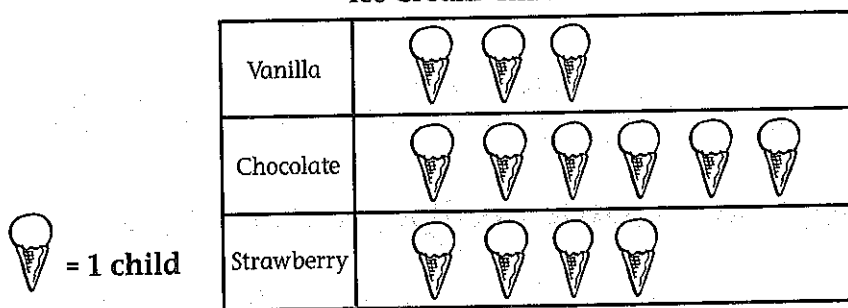 Vanilla
Chocolate
= 1 child
Strawberry